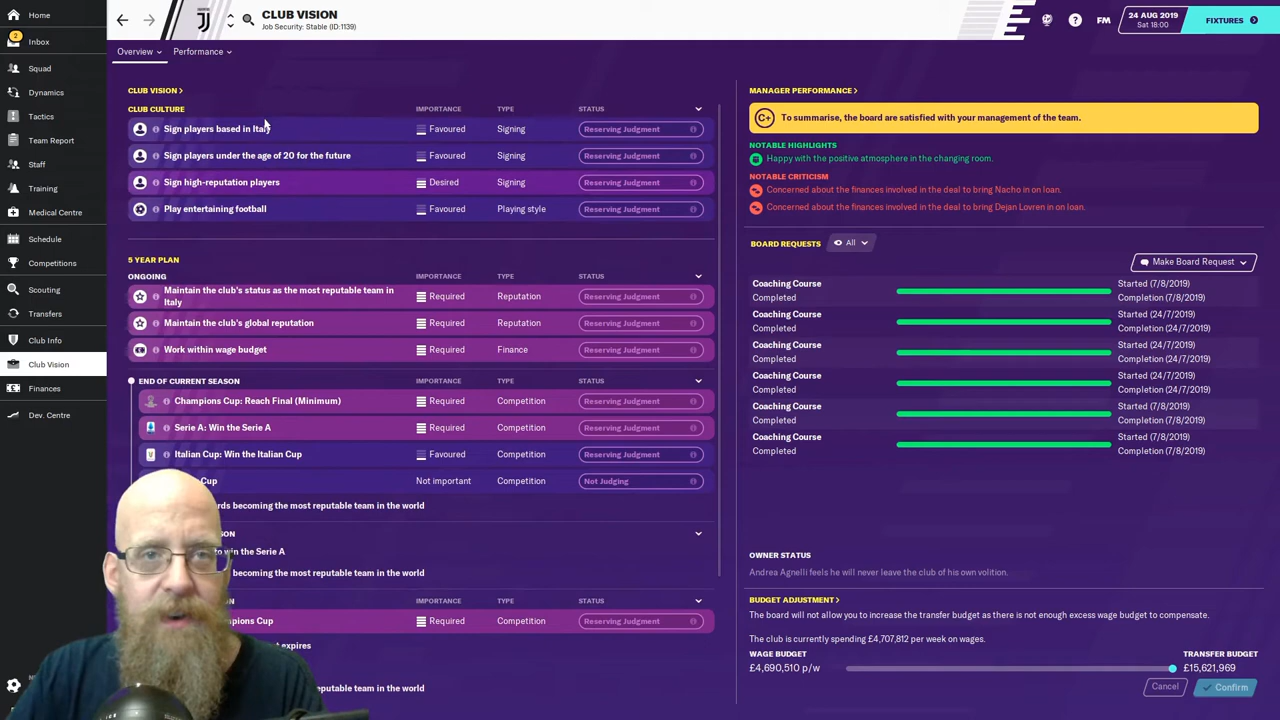 Home
2
Inbox
Squad
Dynamics
Tactics
Team Report
Staff
Training
Medical Centre
Schedule
Competitions
Scouting
Transfers
Club Info
Club Vision
Finances
Dev. Centre
CLUB VISION
Job Security: Stable (ID:1139)
?
FM
24 AUG 2019
Sat 18:00
FIXTURES
Overview
Performance
CLUB VISION >
CLUB CULTURE IMPORTANCE TYPE STATUS
Sign players based in Italy Favoured Signing Reserving Judgment
Sign players under the age of 20 for the future Favoured Signing Reserving Judgment
Sign high-reputation players Desired Signing Reserving Judgment
Play entertaining football Favoured Playing style Reserving Judgment
5 YEAR PLAN
ONGOING IMPORTANCE TYPE STATUS
Maintain the club's status as the most reputable team in
Italy Required Reputation Reserving Judgment
Maintain the club's global reputation Required Reputation Reserving Judgment
Work within wage budget Required Finance Reserving Judgment
END OF CURRENT SEASON IMPORTANCE TYPE STATUS
Champions Cup: Reach Final (Minimum) Required Competition Reserving Judgment
Serie A: Win the Serie A Required Competition Reserving Judgment
Italian Cup: Win the Italian Cup Favoured Competition Reserving Judgment
Cup Not important Competition Not Judging
becoming the most reputable team in the world
to win the Serie A
becoming the most reputable team in the world
IMPORTANCE TYPE STATUS
Cup Required Competition Reserving Judgment
expires
reputable team in the world
MANAGER PERFORMANCE >
C+ To summarise, the board are satisfied with your management of the team.
NOTABLE HIGHLIGHTS
Happy with the positive atmosphere in the changing room.
NOTABLE CRITICISM
Concerned about the finances involved in the deal to bring Nacho in on loan.
Concerned about the finances involved in the deal to bring Dejan Lovren in on loan.
BOARD REQUESTS All
Make Board Request
Coaching Course Started (7/8/2019)
Completed Completion (7/8/2019)
Coaching Course Started (24/7/2019)
Completed Completion (24/7/2019)
Coaching Course Started (24/7/2019)
Completed Completion (24/7/2019)
Coaching Course Started (24/7/2019)
Completed Completion (24/7/2019)
Coaching Course Started (7/8/2019)
Completed Completion (7/8/2019)
Coaching Course Started (7/8/2019)
Completed Completion (7/8/2019)
OWNER STATUS
Andrea Agnelli feels he will never leave the club of his own volition.
BUDGET ADJUSTMENT >
The board will not allow you to increase the transfer budget as there is not enough excess wage budget to compensate.
The club is currently spending £4,707,812 per week on wages.
WAGE BUDGET TRANSFER BUDGET
£4,690,510 p/w £15,621,969
Cancel Confirm